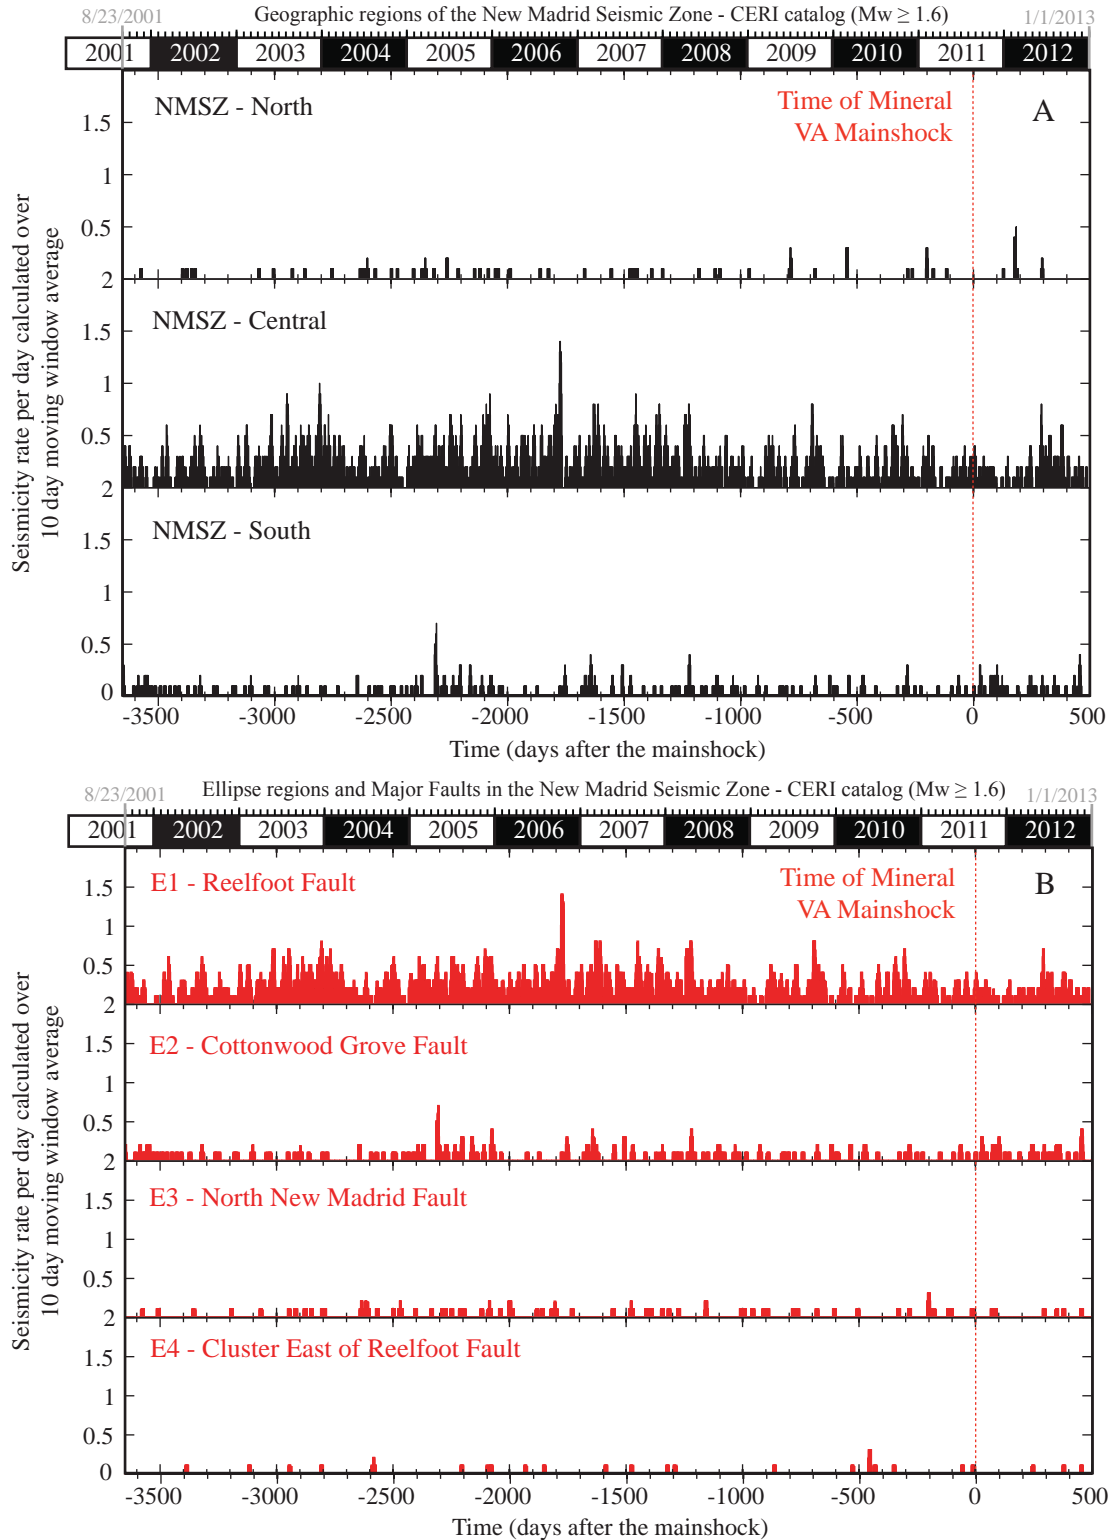 8/23/2001 Geographic regions of the New Madrid Seismic Zone - CERI catalog (Mw ≥ 1.6) 1/1/2013
2001 2002 2003 2004 2005 2006 2007 2008 2009 2010 2011 2012
NMSZ - North
Time of Mineral
VA Mainshock
A
1.5
1
0.5
2
NMSZ - Central
1.5
1
0.5
2
NMSZ - South
1.5
1
0.5
0
Seismicity rate per day calculated over
10 day moving window average
-3500 -3000 -2500 -2000 -1500 -1000 -500 0 500
Time (days after the mainshock)
8/23/2001 Ellipse regions and Major Faults in the New Madrid Seismic Zone - CERI catalog (Mw ≥ 1.6) 1/1/2013
2001 2002 2003 2004 2005 2006 2007 2008 2009 2010 2011 2012
E1 - Reelfoot Fault
Time of Mineral
VA Mainshock
B
1.5
1
0.5
2
E2 - Cottonwood Grove Fault
1.5
1
0.5
2
E3 - North New Madrid Fault
1.5
1
0.5
2
E4 - Cluster East of Reelfoot Fault
1.5
1
0.5
0
Seismicity rate per day calculated over
10 day moving window average
-3500 -3000 -2500 -2000 -1500 -1000 -500 0 500
Time (days after the mainshock)